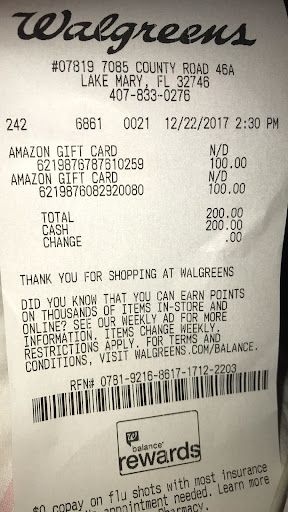 Walgreens
#07819 7085 COUNTY ROAD 46A
LAKE MARY, FL 32746
407-833-0276
242 6861 0021 12/22/2017 2:30 PM
AMAZON GIFT CARD N/D
6219876787610259 100.00
AMAZON GIFT CARD N/D
6219876082920080 100.00
TOTAL 200.00
CASH 200.00
CHANGE .00
THANK YOU FOR SHOPPING AT WALGREENS
DID YOU KNOW THAT YOU CAN EARN POINTS
ON THOUSANDS OF ITEMS IN-STORE AND
ONLINE? SEE OUR WEEKLY AD FOR MORE
INFORMATION. ITEMS CHANGE WEEKLY.
RESTRICTIONS APPLY. FOR TERMS AND
CONDITIONS, VISIT WALGREENS.COM/BALANCE.
RFN# 0781-9216-8617-1712-2203
W
balance®
rewards
$0 copay on flu shots with most insurance
appointment needed. Learn more
Pharmacy.